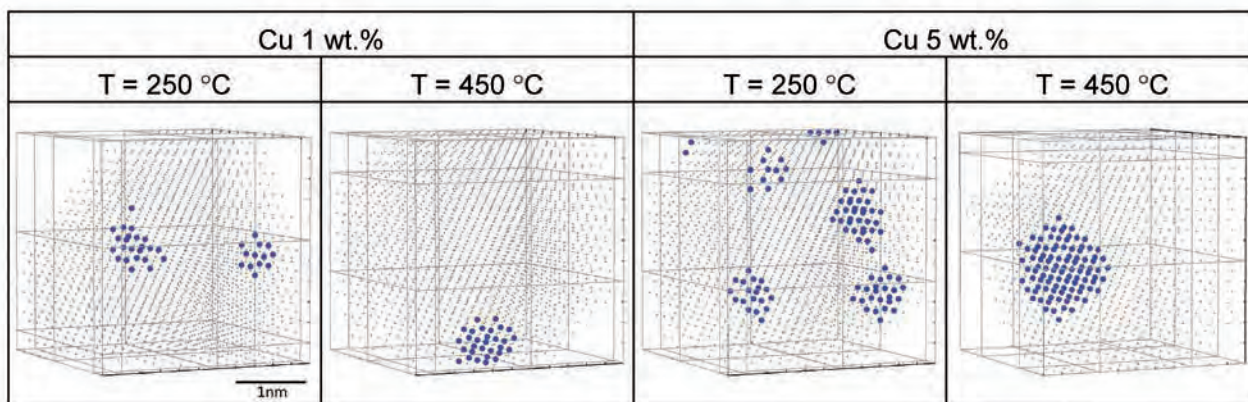 Cu 1 wt.% Cu 5 wt.%
T = 250 °C T = 450 °C T = 250 °C T = 450 °C
1nm